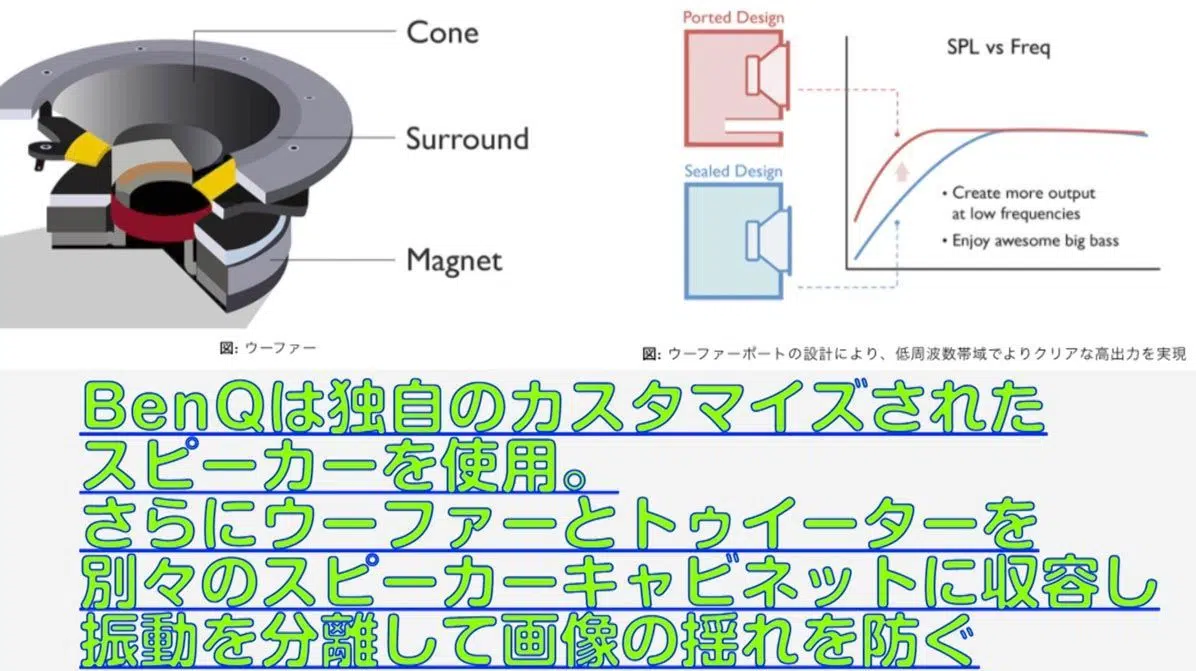 Cone
Surround
Magnet
図: ウーファー
Ported Design
Sealed Design
SPL vs Freq
• Create more output
at low frequencies
• Enjoy awesome big bass
図: ウーファーポートの設計により、低周波数帯域でよりクリアな高出力を実現
BenQは独自のカスタマイズされた
スピーカーを使用。
さらにウーファーとトゥイーターを
別々のスピーカーキャビネットに収容し
振動を分離して画像の揺れを防ぐ